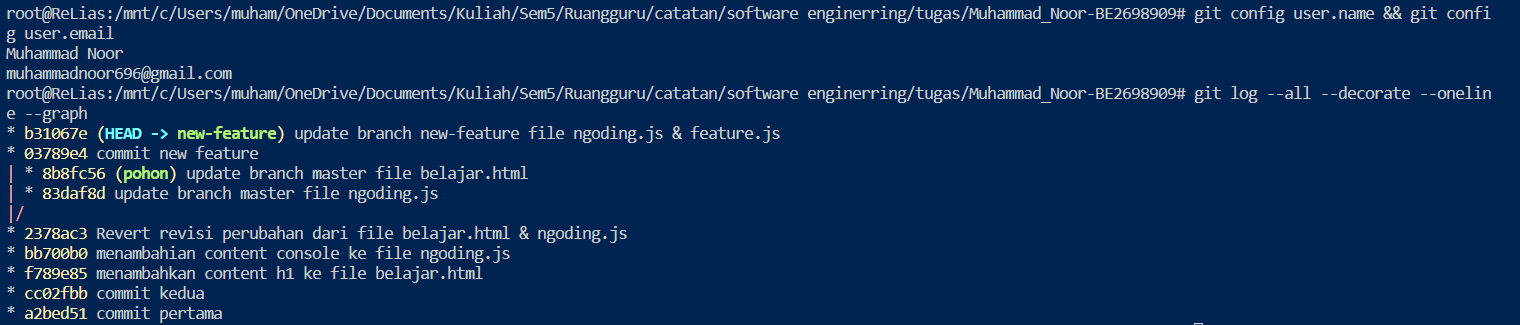 root@ReLias:/mnt/c/Users/muham/OneDrive/Documents/Kuliah/Sem5/Ruangguru/catatan/software enginerring/tugas/Muhammad_Noor-BE2698909# git config user.name && git confi
g user.email
Muhammad Noor
muhammadnoor696@gmail.com
root@ReLias:/mnt/c/Users/muham/OneDrive/Documents/Kuliah/Sem5/Ruangguru/catatan/software enginerring/tugas/Muhammad_Noor-BE2698909# git log --all --decorate --onelin
e --graph
* b31067e (HEAD -> new-feature) update branch new-feature file ngoding.js & feature.js
* 03789e4 commit new feature
| * 8b8fc56 (pohon) update branch master file belajar.html
| * 83daf8d update branch master file ngoding.js
|/
* 2378ac3 Revert revisi perubahan dari file belajar.html & ngoding.js
* bb700b0 menambahian content console ke file ngoding.js
* f789e85 menambahkan content h1 ke file belajar.html
* cc02fbb commit kedua
* a2bed51 commit pertama